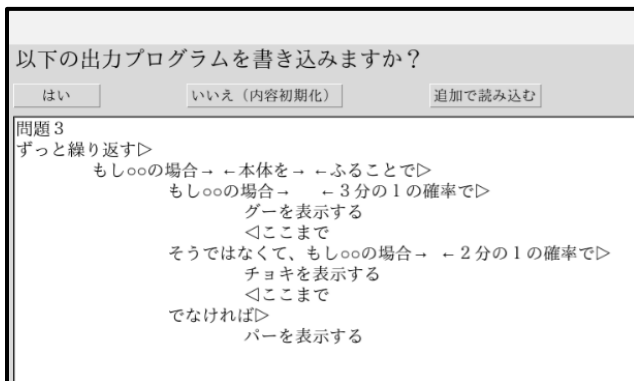 以下の出力プログラムを書き込みますか？
はい　いいえ（内容初期化）　追加で読み込む
問題３
ずっと繰り返す▷
もし○○の場合→ ←本体を→ ←ふることで▷
もし○○の場合→　←３分の１の確率で▷
グーを表示する
◁ここまで
そうではなくて、もし○○の場合→ ←２分の１の確率で▷
チョキを表示する
◁ここまで
でなければ▷
パーを表示する